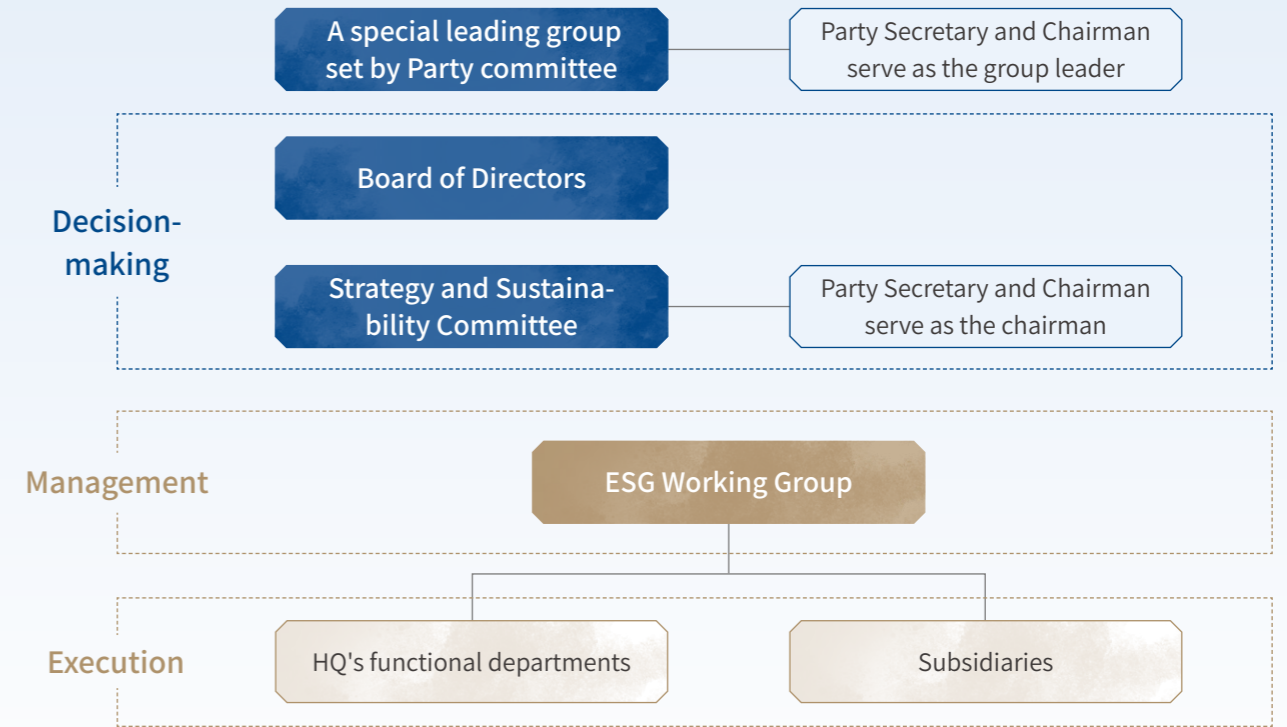 A special leading group
set by Party committee
Party Secretary and Chairman
serve as the group leader
Decision-
making
Board of Directors
Strategy and Sustaina-
bility Committee
Party Secretary and Chairman
serve as the chairman
Management
ESG Working Group
Execution
HQ's functional departments
Subsidiaries